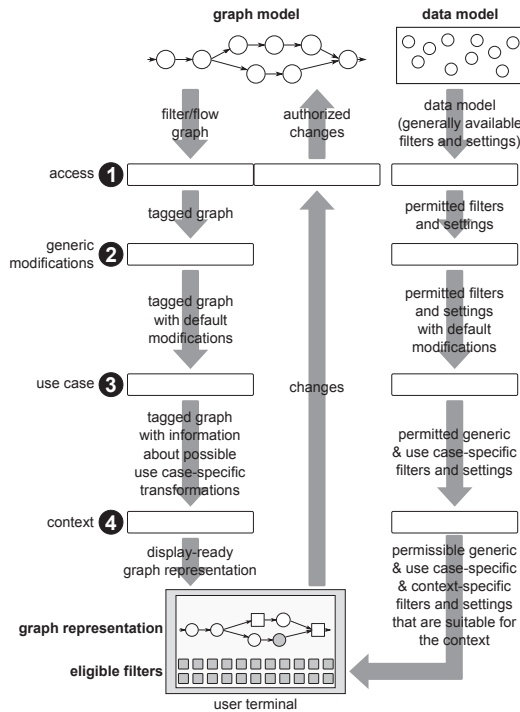 graph model
data model
filter/flow
graph
authorized
changes
data model
(generally available
filters and settings)
access 1
tagged graph
permitted filters
and settings
generic
modifications 2
tagged graph
with default
modifications
permitted filters
and settings
with default
modifications
use case 3
changes
tagged graph
with information
about possible
use case-specific
transformations
permitted generic
& use case-specific
filters and settings
context 4
display-ready
graph representation
permissible generic
& use case-specific
& context-specific
filters and settings
that are suitable for
the context
graph representation
eligible filters
user terminal